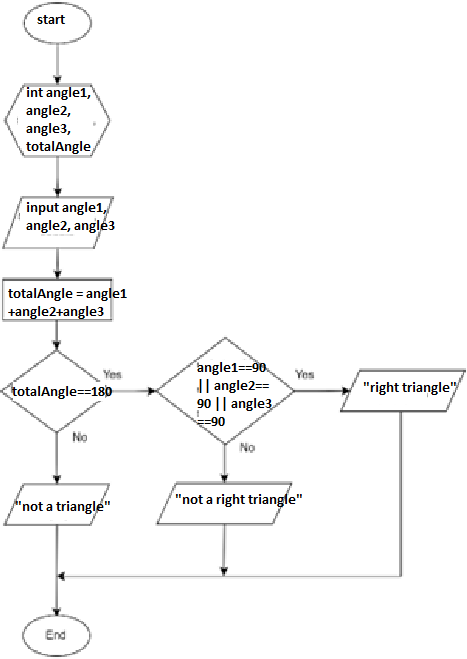 start
int angle1,
angle2,
angle3,
totalAngle
input angle1,
angle2, angle3
totalAngle = angle1
+angle2+angle3
totalAngle==180
Yes
angle1==90
|| angle2==
90 || angle3
==90
Yes
"right triangle"
No
No
"not a triangle"
"not a right triangle"
End